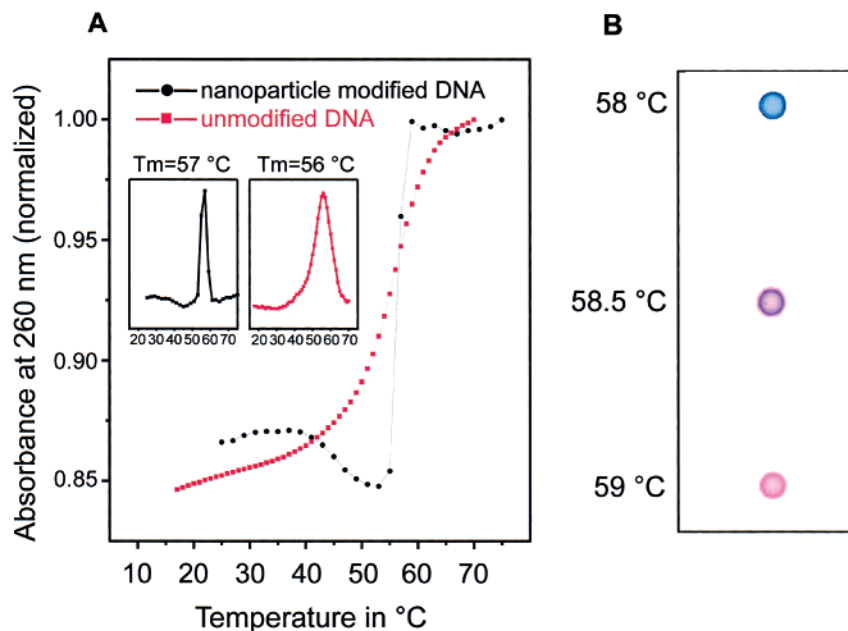 A
Absorbance at 260 nm (normalized)
1.00
0.95
0.90
0.85
nanoparticle modified DNA
unmodified DNA
Tm=57 °C
Tm=56 °C
20 30 40 50 60 70
20 30 40 50 60 70
10 20 30 40 50 60 70
Temperature in °C
B
58 °C
58.5 °C
59 °C